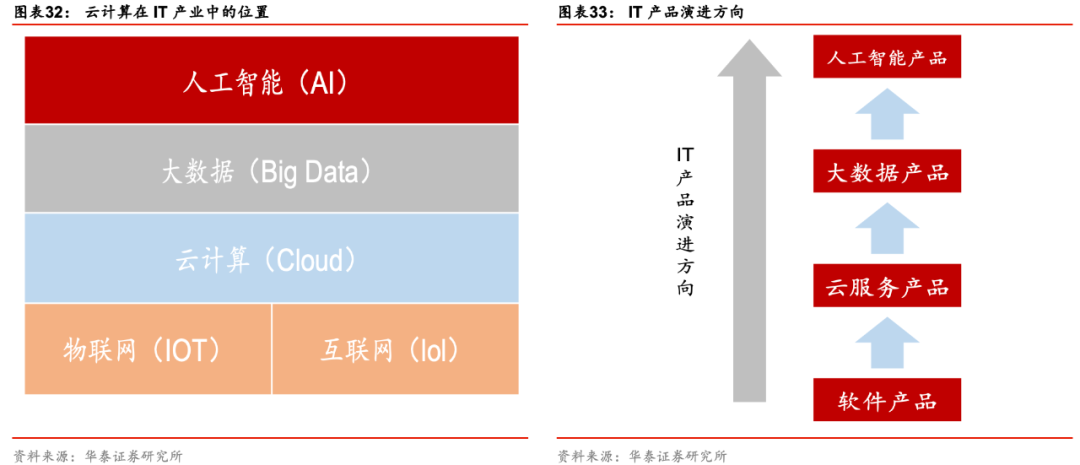 图表32： 云计算在 IT 产业中的位置
人工智能（AI）
大数据（Big Data）
云计算（Cloud）
物联网（IOT）
互联网（IoI）
资料来源：华泰证券研究所
图表33： IT 产品演进方向
IT
产
品
演
进
方
向
人工智能产品
大数据产品
云服务产品
软件产品
资料来源：华泰证券研究所